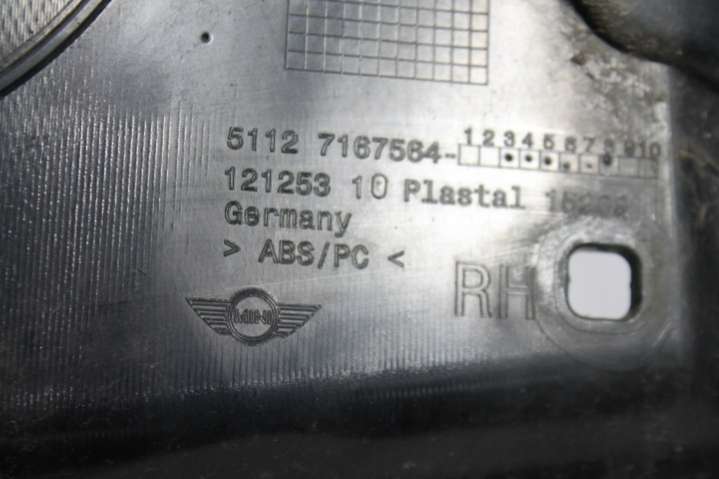 1 2 3 4 5 6 7 8 9 10
5112 7167564-
121253 10 Plastal
Germany
> ABS/PC <
RH